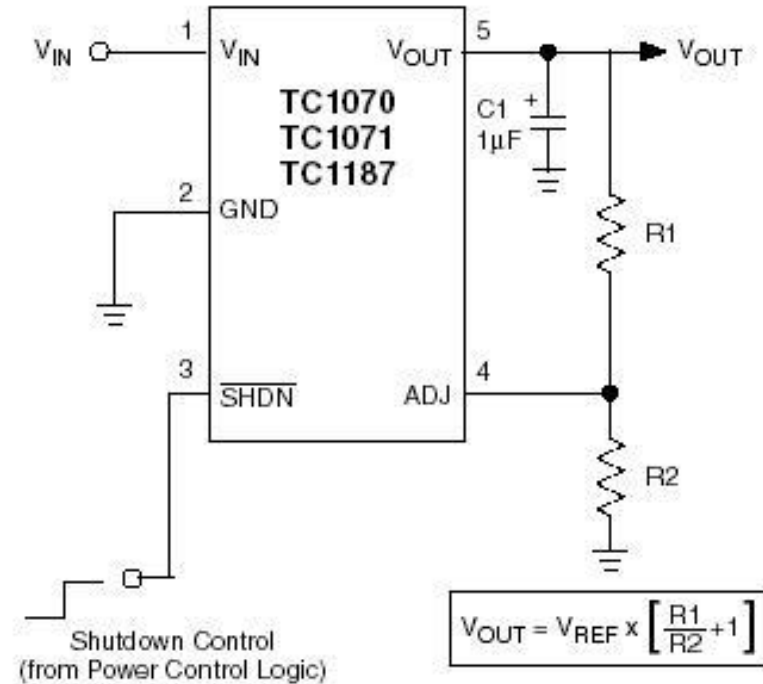 1
5
VIN
VIN
VOUT
VOUT
TC1070
TC1071
TC1187
C1
+
1µF
2
GND
R1
3
4
SHDN
ADJ
R2
VOUT = VREF x [R1/R2 +1]
Shutdown Control
(from Power Control Logic)